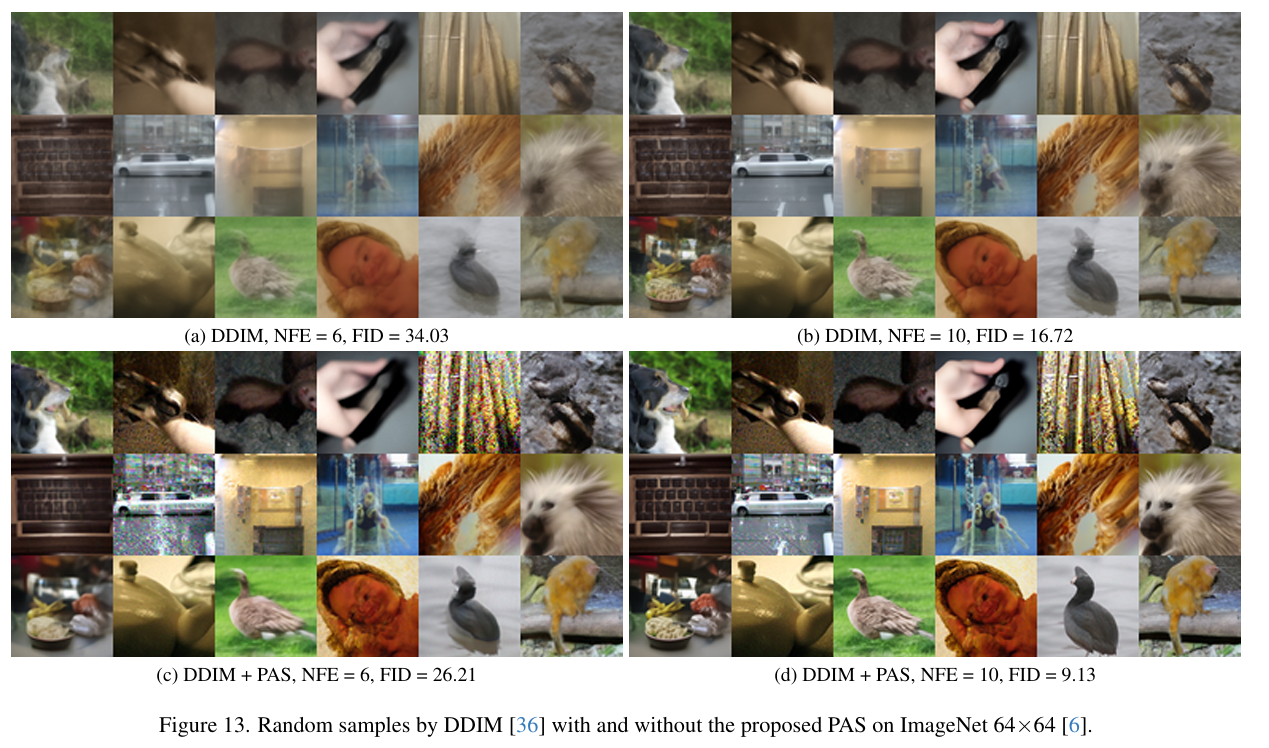 (a) DDIM, NFE = 6, FID = 34.03
(b) DDIM, NFE = 10, FID = 16.72
(c) DDIM + PAS, NFE = 6, FID = 26.21
(d) DDIM + PAS, NFE = 10, FID = 9.13
Figure 13. Random samples by DDIM [36] with and without the proposed PAS on ImageNet 64×64 [6].